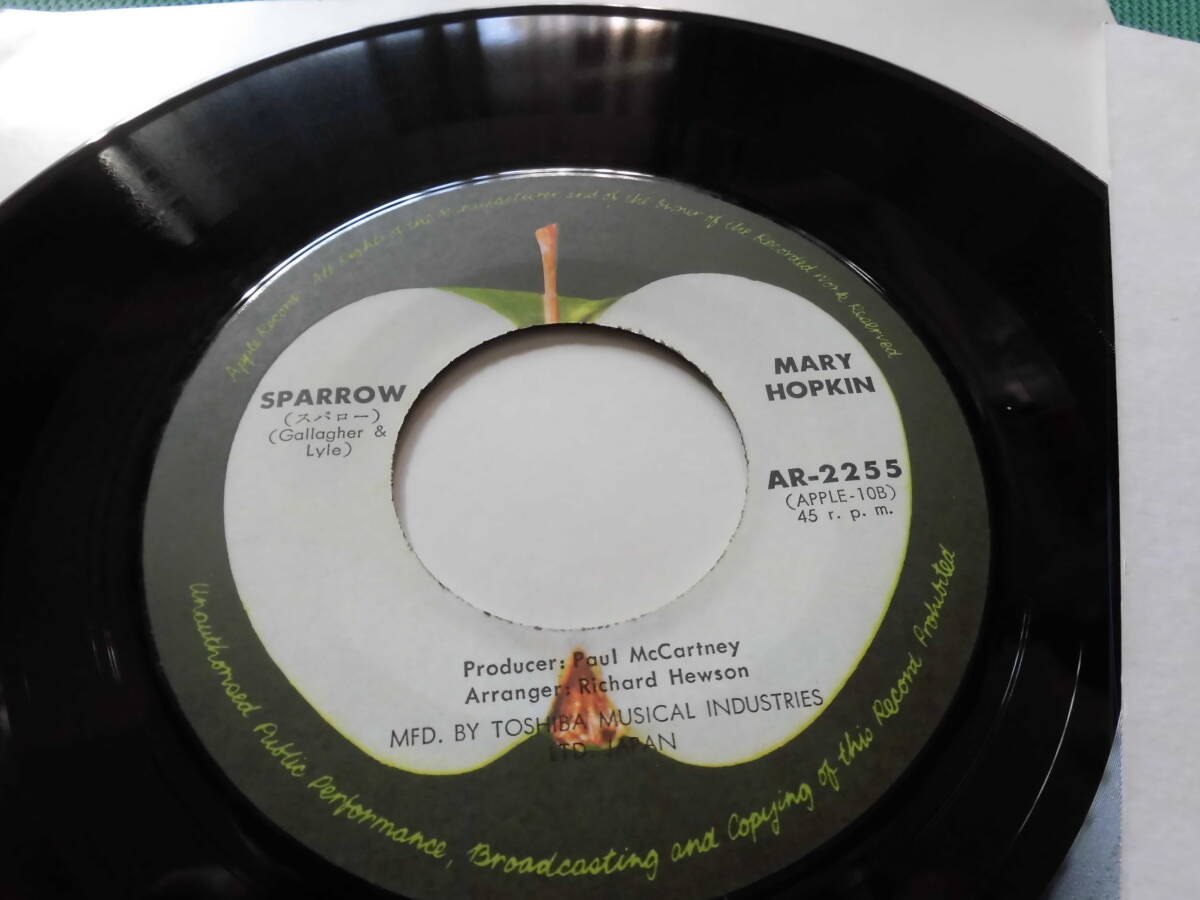 Apple Record All Rights of the Manufacturer and of the Owner of the Recorded Work Reserved
SPARROW
(スパロー)
(Gallagher &
Lyle)
MARY
HOPKIN
AR-2255
(APPLE-10B)
45 r. p. m.
Producer: Paul McCartney
Arranger: Richard Hewson
MFD. BY TOSHIBA MUSICAL INDUSTRIES
LTD. JAPAN
Unauthorised Public Performance, Broadcasting and Copying of this Record Prohibited